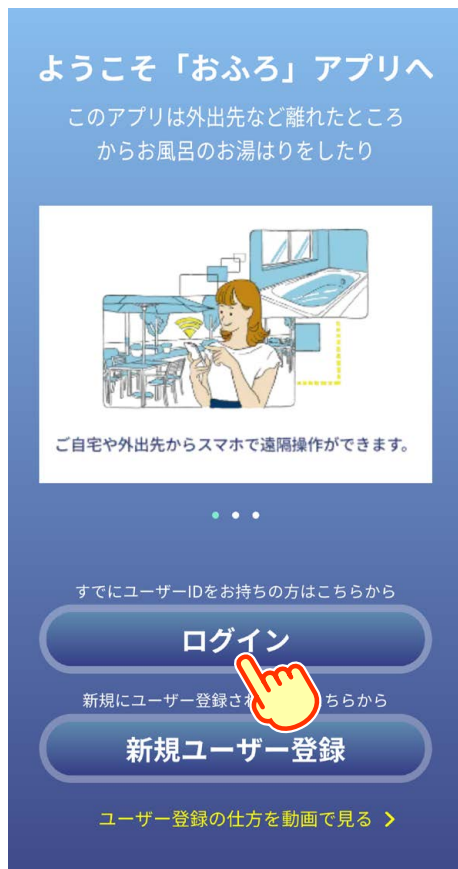 ようこそ「おふろ」アプリへ
このアプリは外出先など離れたところ
からお風呂のお湯はりをしたり
ご自宅や外出先からスマホで遠隔操作ができます。
すでにユーザーIDをお持ちの方はこちらから
ログイン
新規にユーザー登録さ ちらから
新規ユーザー登録
ユーザー登録の仕方を動画で見る